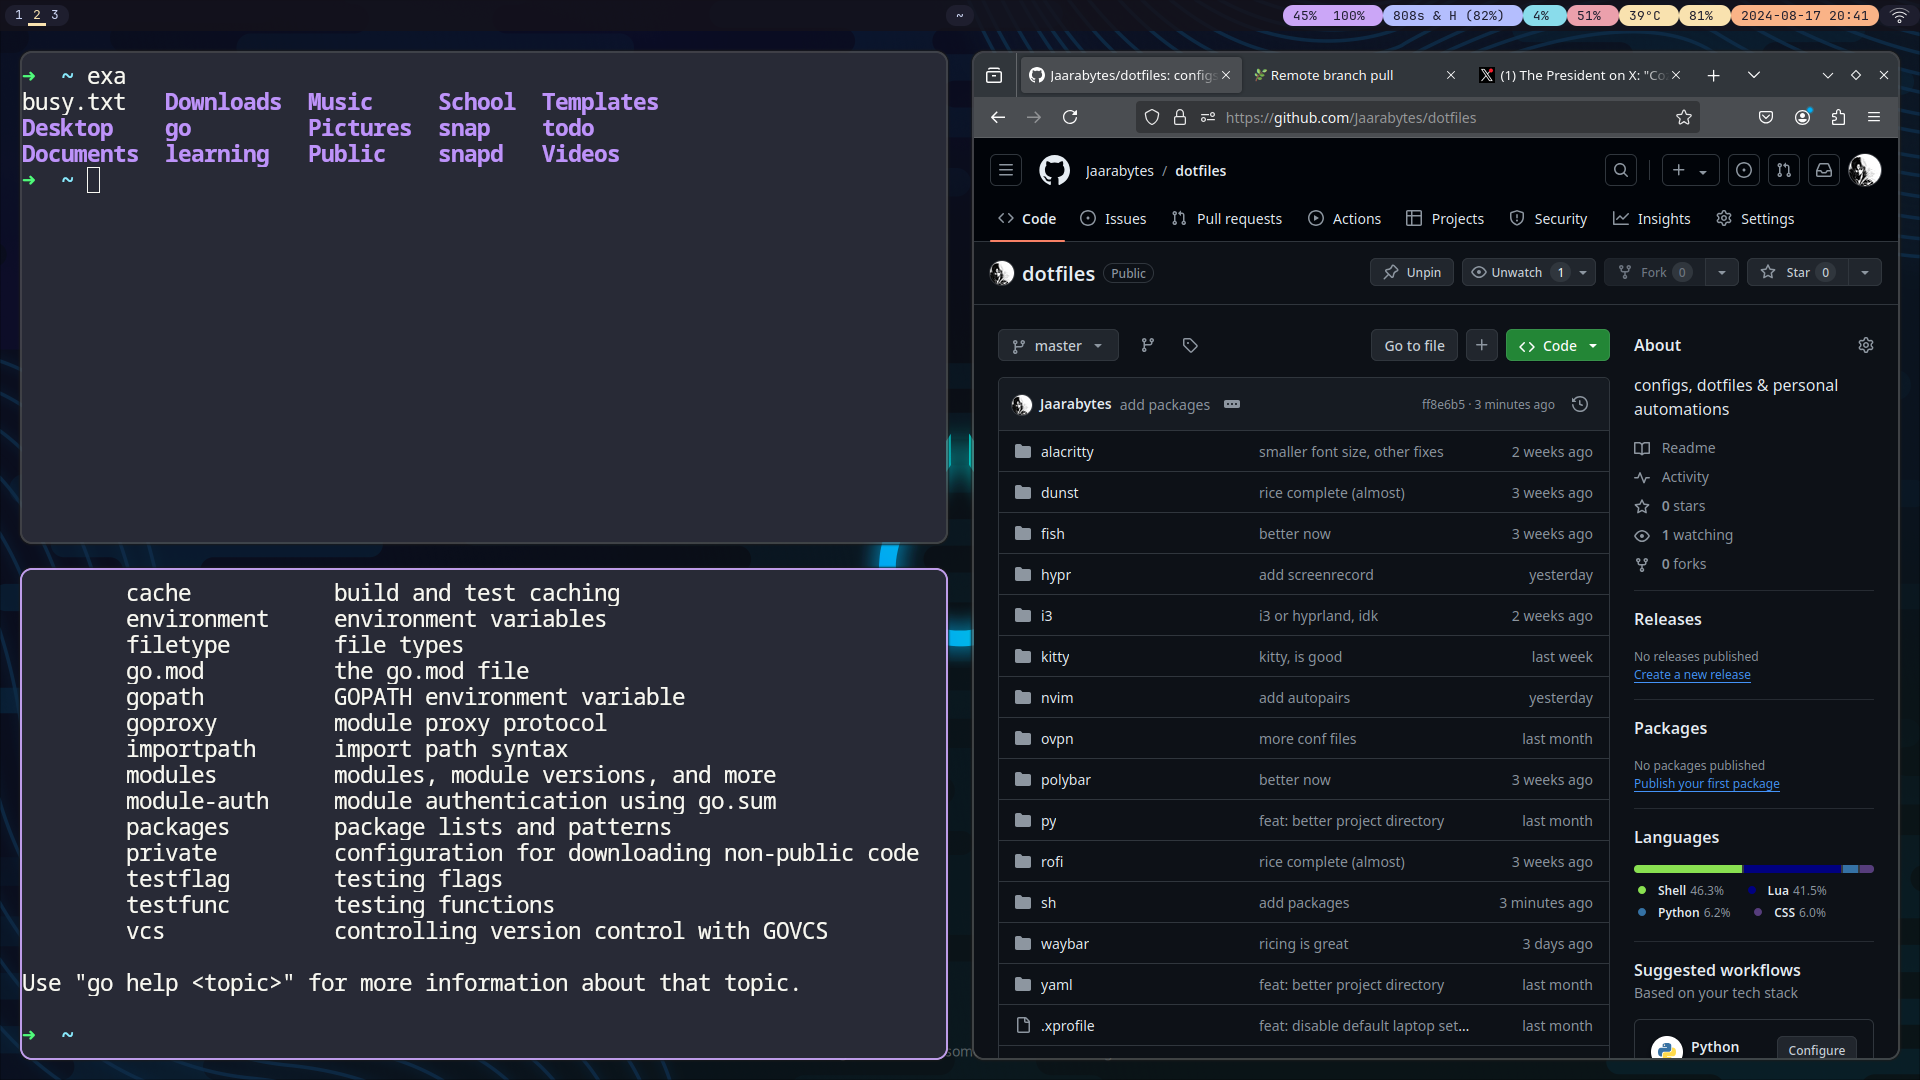 1 2 3
~
45% 100% 808s & H (82%) 4% 51% 39°C 81% 2024-08-17 20:41
➜ ~ exa
busy.txt Downloads Music School Templates
Desktop go Pictures snap todo
Documents learning Public snapd Videos
➜ ~
cache build and test caching
environment environment variables
filetype file types
go.mod the go.mod file
gopath GOPATH environment variable
goproxy module proxy protocol
importpath import path syntax
modules modules, module versions, and more
module-auth module authentication using go.sum
packages package lists and patterns
private configuration for downloading non-public code
testflag testing flags
testfunc testing functions
vcs controlling version control with GOVCS
Use "go help <topic>" for more information about that topic.
➜ ~
Jaarabytes/dotfiles: configs Remote branch pull (1) The President on X: "Co
https://github.com/Jaarabytes/dotfiles
Jaarabytes / dotfiles
Code Issues Pull requests Actions Projects Security Insights Settings
dotfiles Public Unpin Unwatch 1 Fork 0 Star 0
master Go to file Code
Jaarabytes add packages ff8e6b5 · 3 minutes ago
alacritty smaller font size, other fixes 2 weeks ago
dunst rice complete (almost) 3 weeks ago
fish better now 3 weeks ago
hypr add screenrecord yesterday
i3 i3 or hyprland, idk 2 weeks ago
kitty kitty, is good last week
nvim add autopairs yesterday
ovpn more conf files last month
polybar better now 3 weeks ago
py feat: better project directory last month
rofi rice complete (almost) 3 weeks ago
sh add packages 3 minutes ago
waybar ricing is great 3 days ago
yaml feat: better project directory last month
.xprofile feat: disable default laptop set... last month
About
configs, dotfiles & personal
automations
Readme
Activity
0 stars
1 watching
0 forks
Releases
No releases published
Create a new release
Packages
No packages published
Publish your first package
Languages
Shell 46.3% Lua 41.5%
Python 6.2% CSS 6.0%
Suggested workflows
Based on your tech stack
Python Configure
som